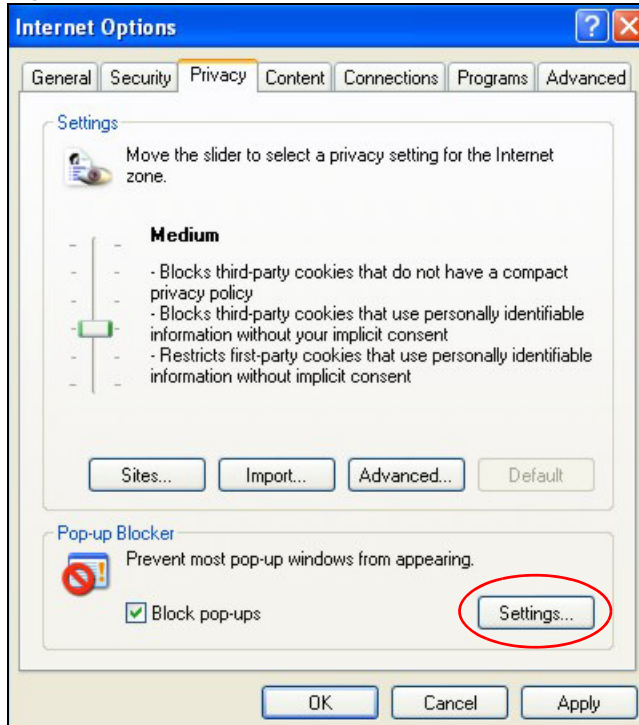 Internet Options
General Security Privacy Content Connections Programs Advanced
Settings
Move the slider to select a privacy setting for the Internet
zone.
Medium
- Blocks third-party cookies that do not have a compact
privacy policy
- Blocks third-party cookies that use personally identifiable
information without your implicit consent
- Restricts first-party cookies that use personally identifiable
information without implicit consent
Sites... Import... Advanced... Default
Pop-up Blocker
Prevent most pop-up windows from appearing.
Block pop-ups Settings...
OK Cancel Apply